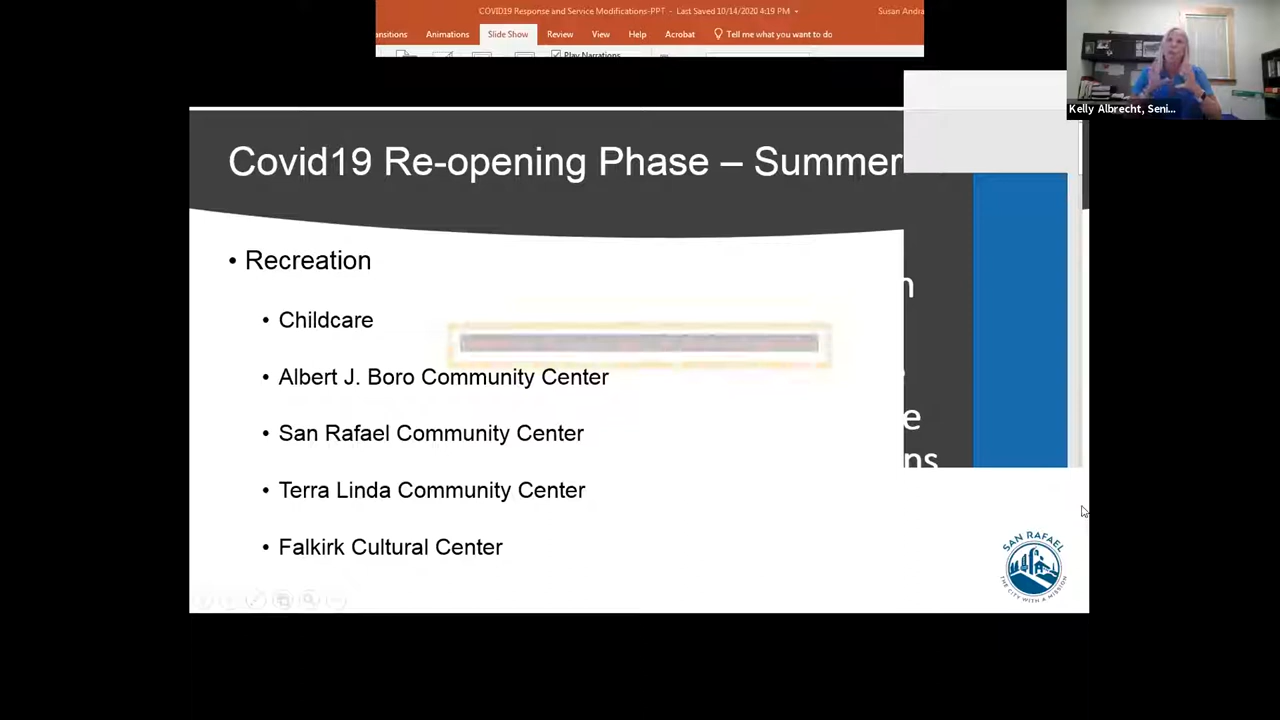 COVID19 Response and Service Modifications-PPT - Last Saved 10/14/2020 4:19 PM
Susan Andra
nsitions Animations Slide Show Review View Help Acrobat Tell me what you want to do
Play Narrations
Kelly Albrecht, Seni...
Covid19 Re-opening Phase – Summer
• Recreation
• Childcare
• Albert J. Boro Community Center
• San Rafael Community Center
• Terra Linda Community Center
• Falkirk Cultural Center
n
e
ns
SAN RAFAEL
THE CITY WITH A MISSION